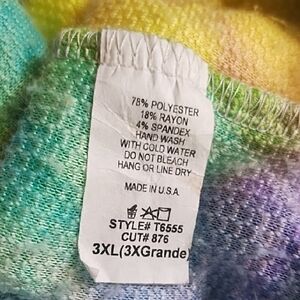 78% POLYESTER
18% RAYON
4% SPANDEX
HAND WASH
WITH COLD WATER
DO NOT BLEACH
HANG OR LINE DRY
MADE IN U.S.A.
STYLE# T6555
CUT# 876
3XL(3XGrande)